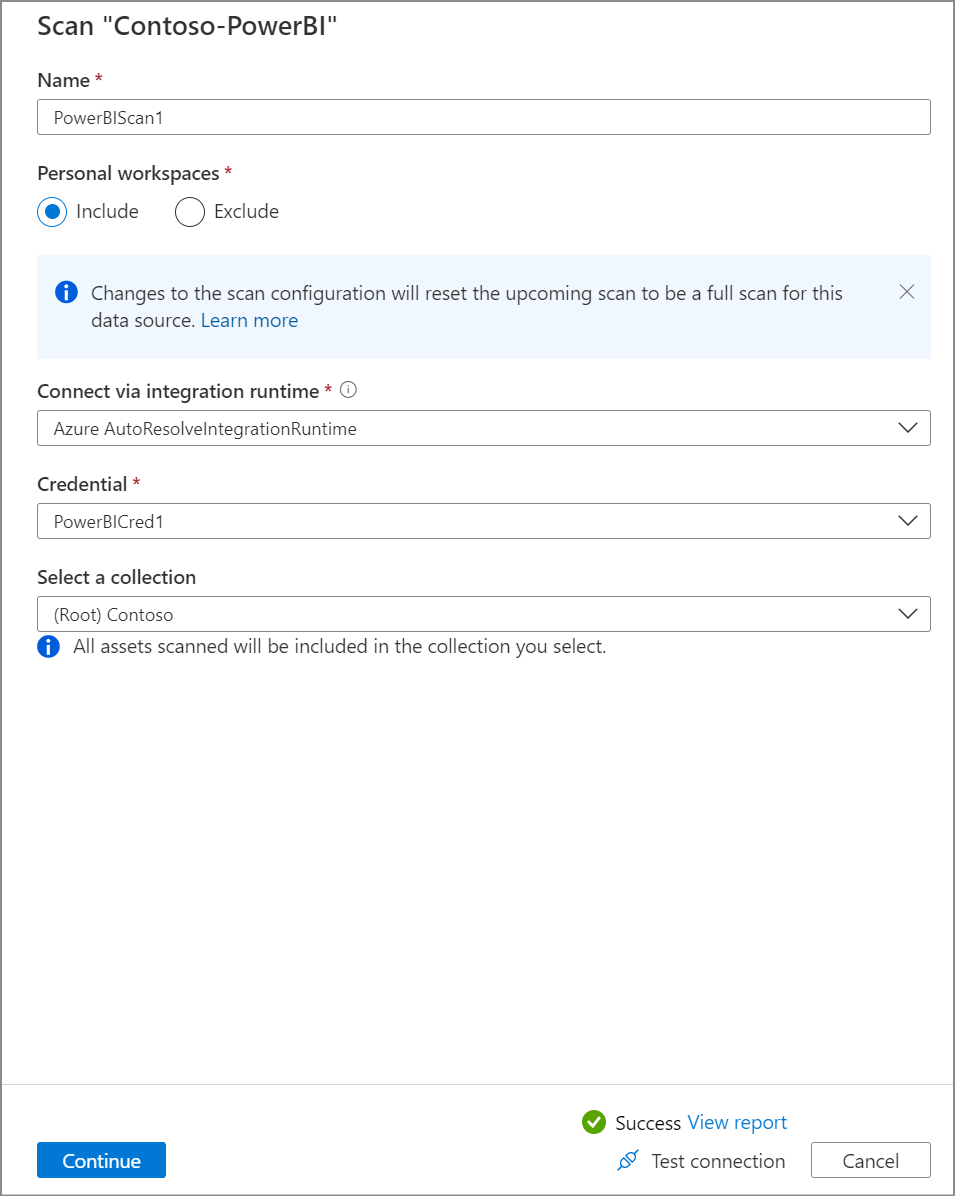 Scan "Contoso-PowerBI"
Name *
PowerBIScan1
Personal workspaces *
Include Exclude
Changes to the scan configuration will reset the upcoming scan to be a full scan for this
data source. Learn more
Connect via integration runtime *
Azure AutoResolveIntegrationRuntime
Credential *
PowerBICred1
Select a collection
(Root) Contoso
All assets scanned will be included in the collection you select.
Success View report
Continue Test connection Cancel